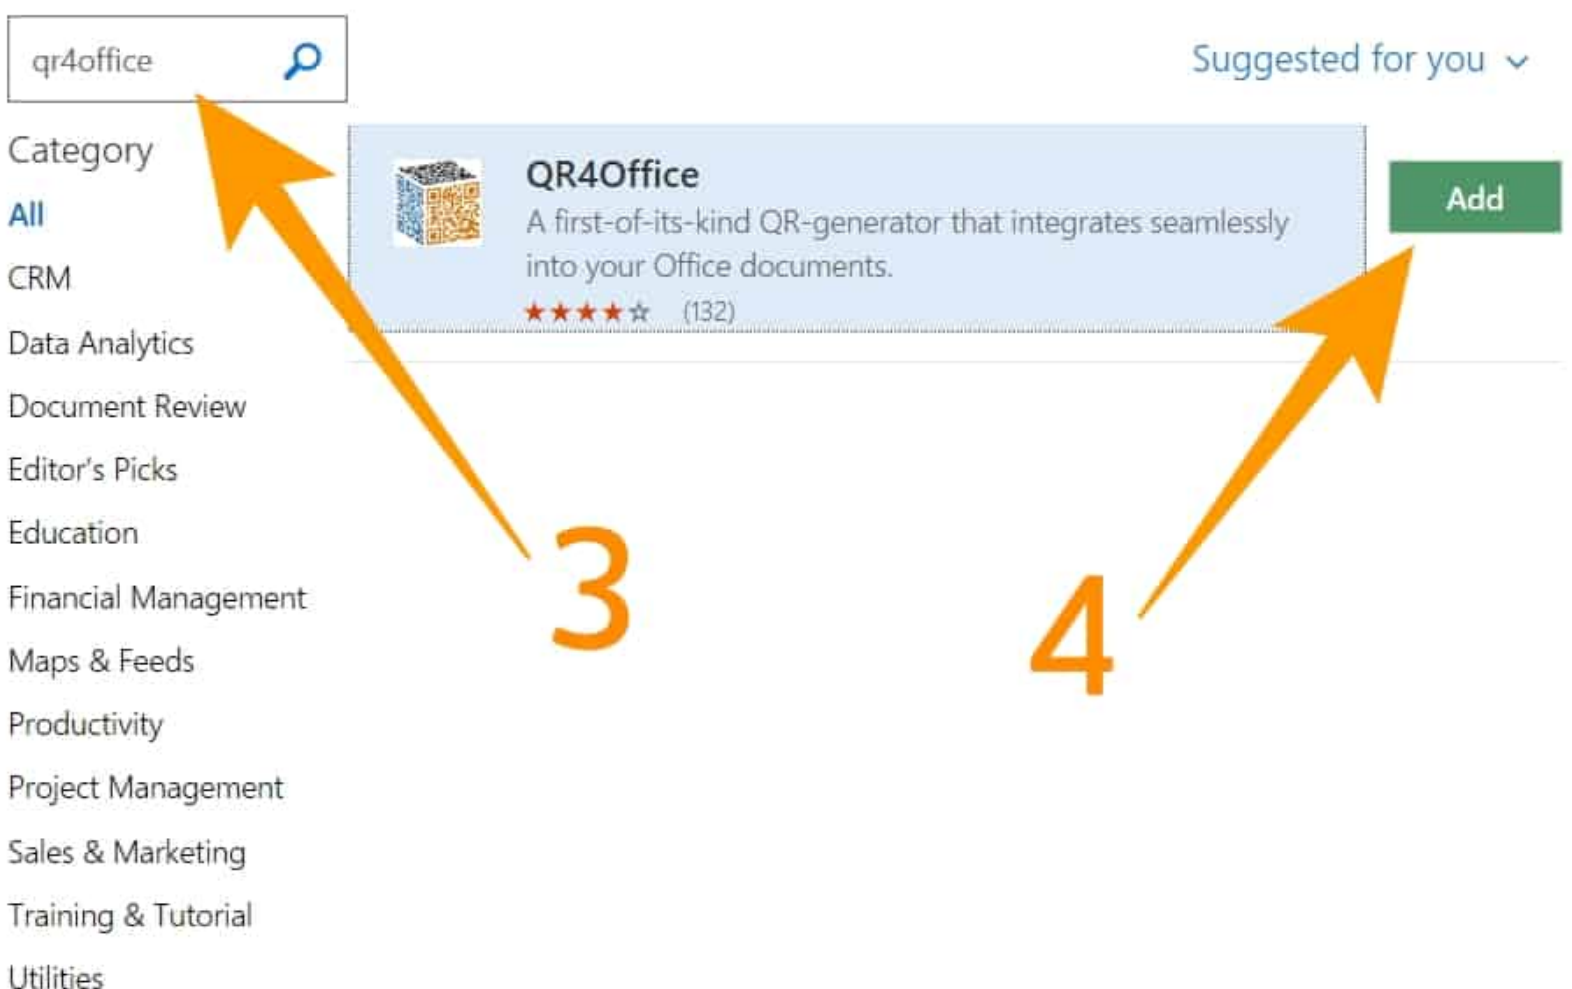 qr4office
Suggested for you
Category
All
CRM
Data Analytics
Document Review
Editor's Picks
Education
Financial Management
Maps & Feeds
Productivity
Project Management
Sales & Marketing
Training & Tutorial
Utilities
QR4Office
A first-of-its-kind QR-generator that integrates seamlessly
into your Office documents.
(132)
Add
3
4